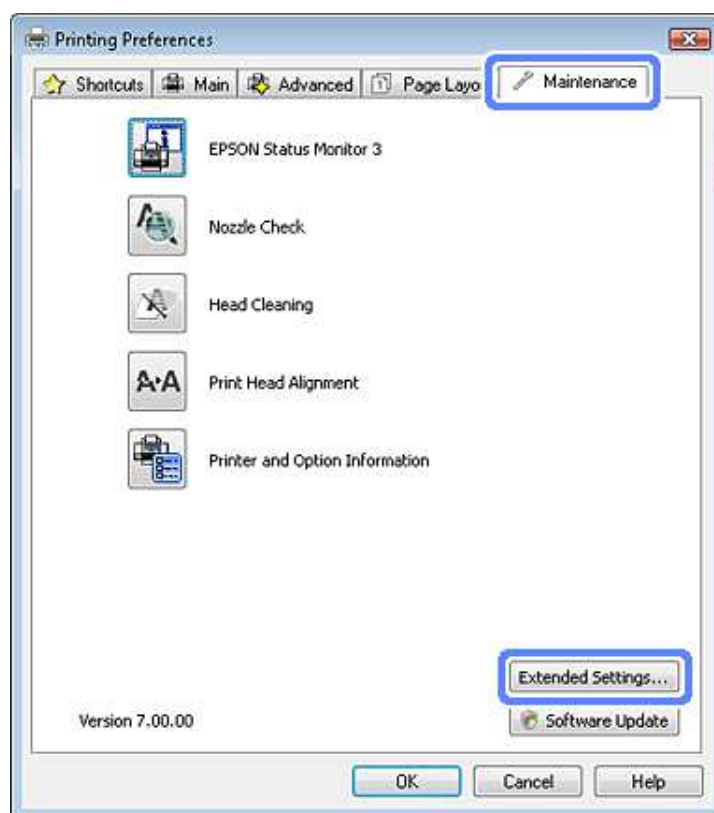 Printing Preferences
Shortcuts Main Advanced Page Layo Maintenance
EPSON Status Monitor 3
Nozzle Check
Head Cleaning
A A Print Head Alignment
Printer and Option Information
Extended Settings...
Version 7.00.00 Software Update
OK Cancel Help